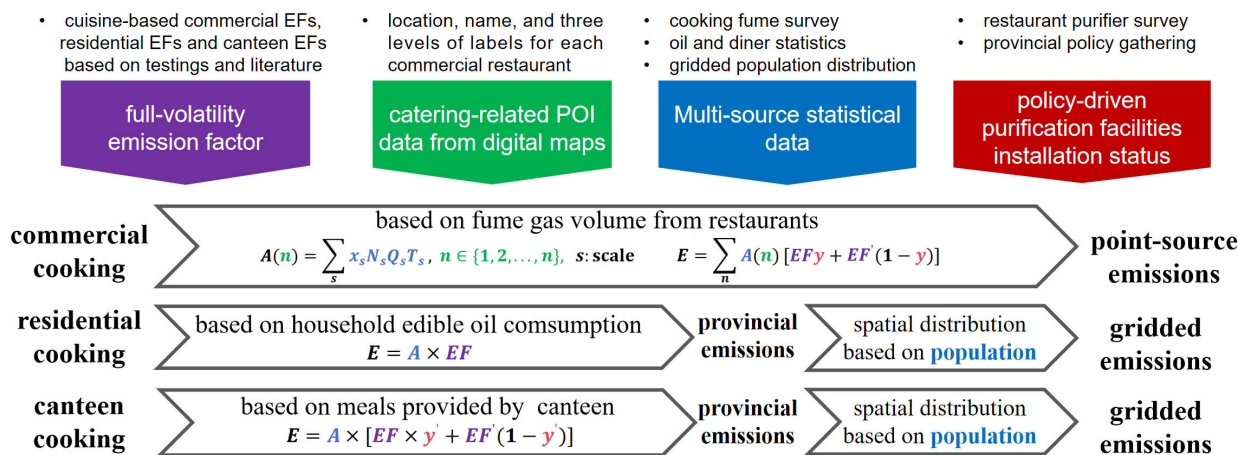 • cuisine-based commercial EFs,
residential EFs and canteen EFs
based on testings and literature
• location, name, and three
levels of labels for each
commercial restaurant
• cooking fume survey
• oil and diner statistics
• gridded population distribution
• restaurant purifier survey
• provincial policy gathering
full-volatility
emission factor
catering-related POI
data from digital maps
Multi-source statistical
data
policy-driven
purification facilities
installation status
commercial
cooking
based on fume gas volume from restaurants
A(n) = ∑_s x_s N_s Q_s T_s, n ∈ {1, 2, …, n}, s: scale E = ∑_n A(n) [EFy + EF'(1 − y)]
point-source
emissions
residential
cooking
based on household edible oil comsumption
E = A × EF
provincial
emissions
spatial distribution
based on population
gridded
emissions
canteen
cooking
based on meals provided by canteen
E = A × [EF × y' + EF'(1 − y')]
provincial
emissions
spatial distribution
based on population
gridded
emissions